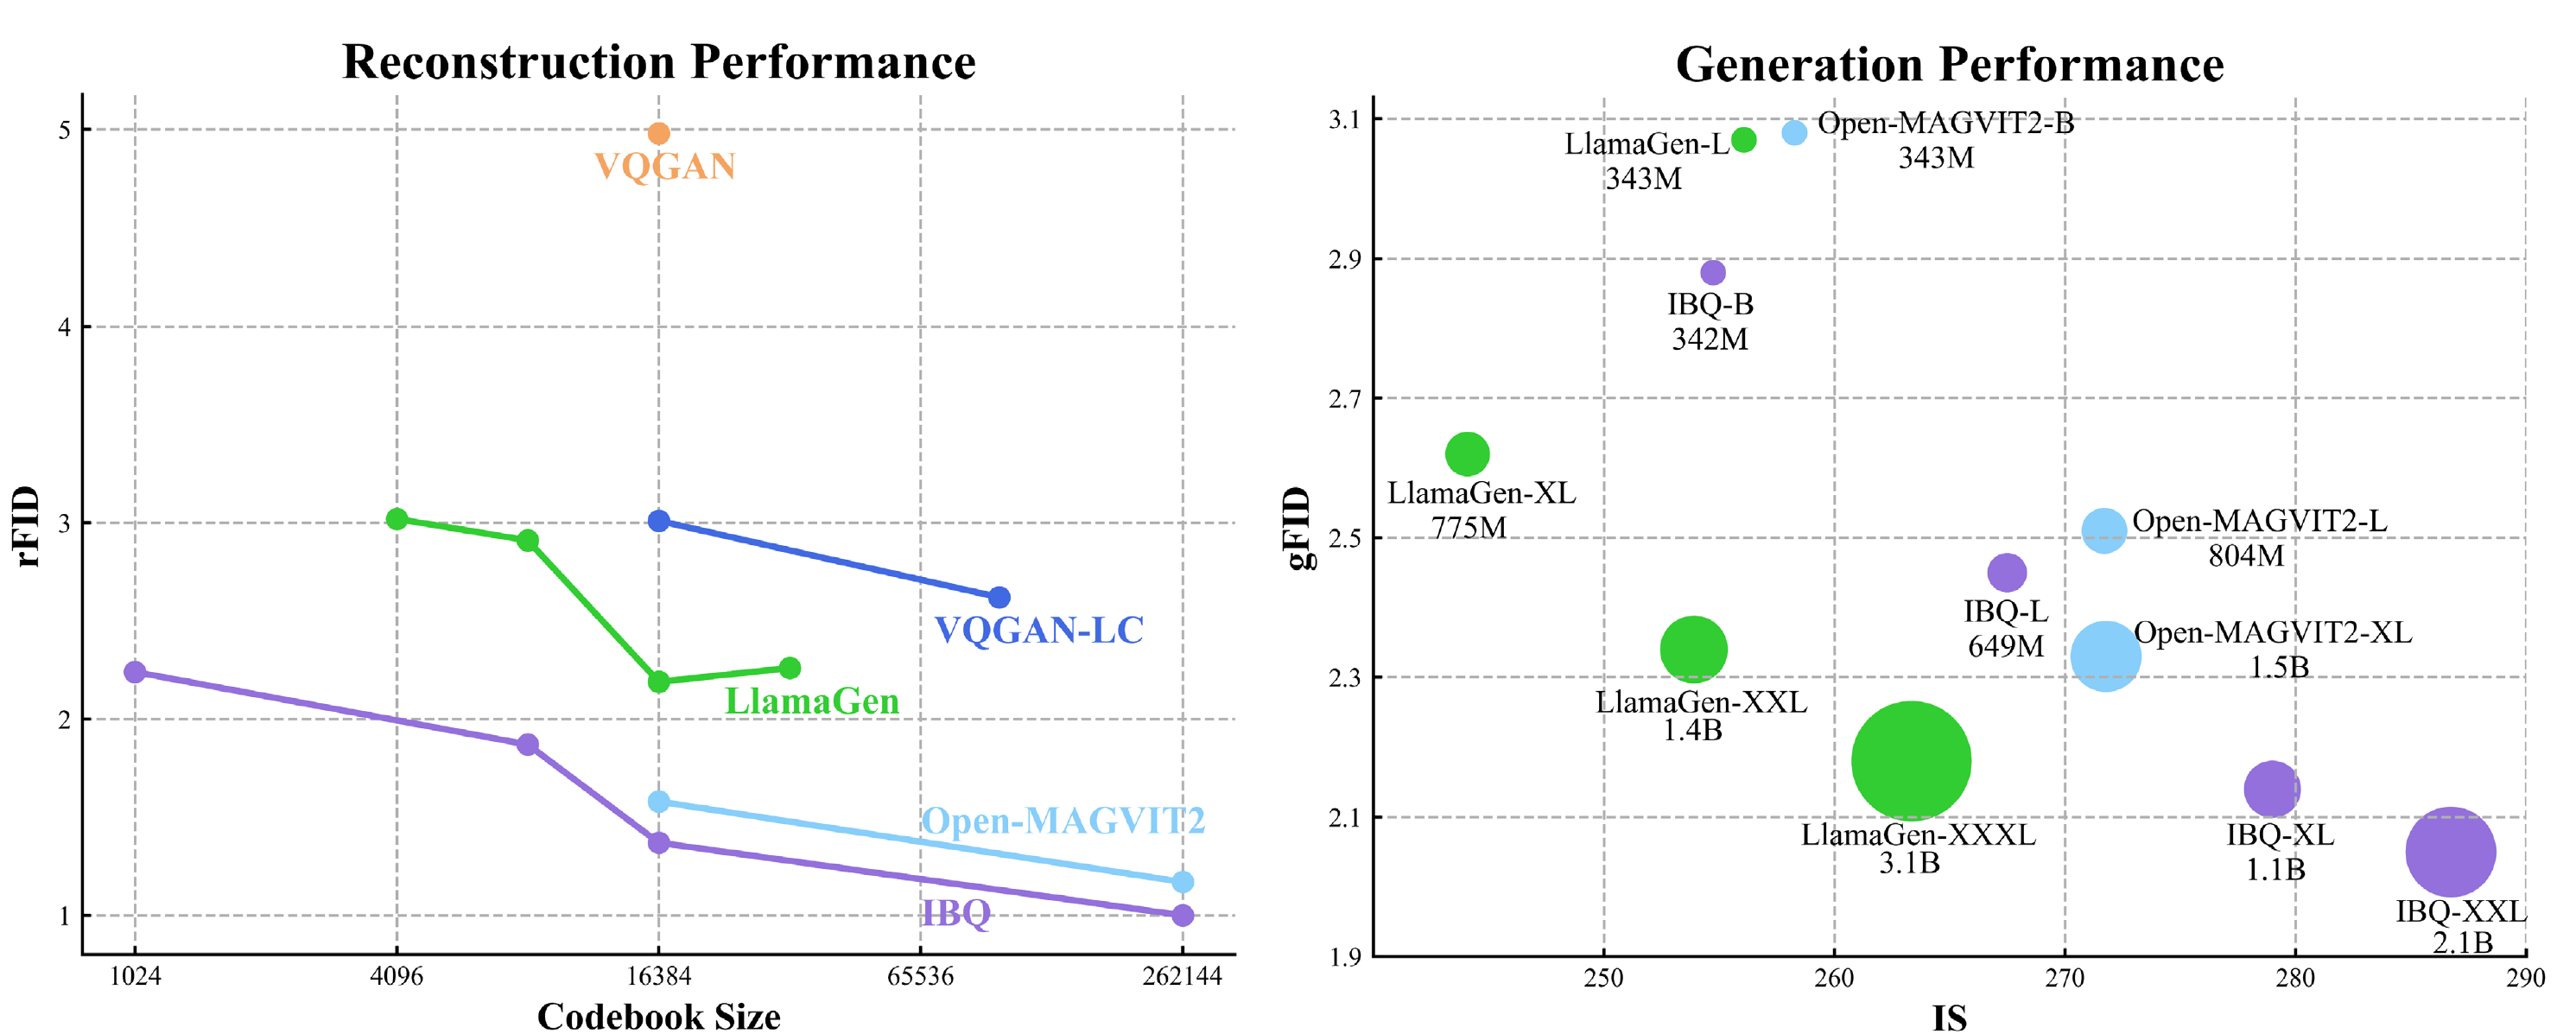 Reconstruction Performance
rFID
5
4
3
2
1
VQGAN
VQGAN-LC
LlamaGen
Open-MAGVIT2
IBQ
1024
4096
16384
65536
262144
Codebook Size
Generation Performance
gFID
3.1
2.9
2.7
2.5
2.3
2.1
1.9
LlamaGen-L
343M
Open-MAGVIT2-B
343M
IBQ-B
342M
LlamaGen-XL
775M
Open-MAGVIT2-L
804M
IBQ-L
649M
Open-MAGVIT2-XL
1.5B
LlamaGen-XXL
1.4B
LlamaGen-XXXL
3.1B
IBQ-XL
1.1B
IBQ-XXL
2.1B
250
260
270
280
290
IS